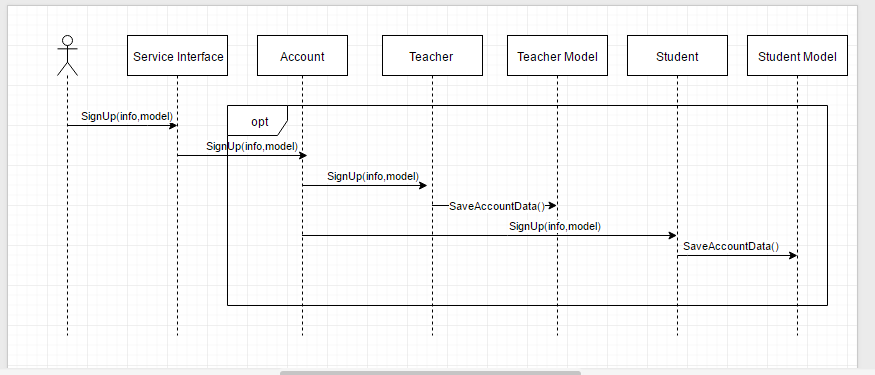 Service Interface
Account
Teacher
Teacher Model
Student
Student Model
SignUp(info,model)
opt
SignUp(info,model)
SignUp(info,model)
SaveAccountData()
SignUp(info,model)
SaveAccountData()